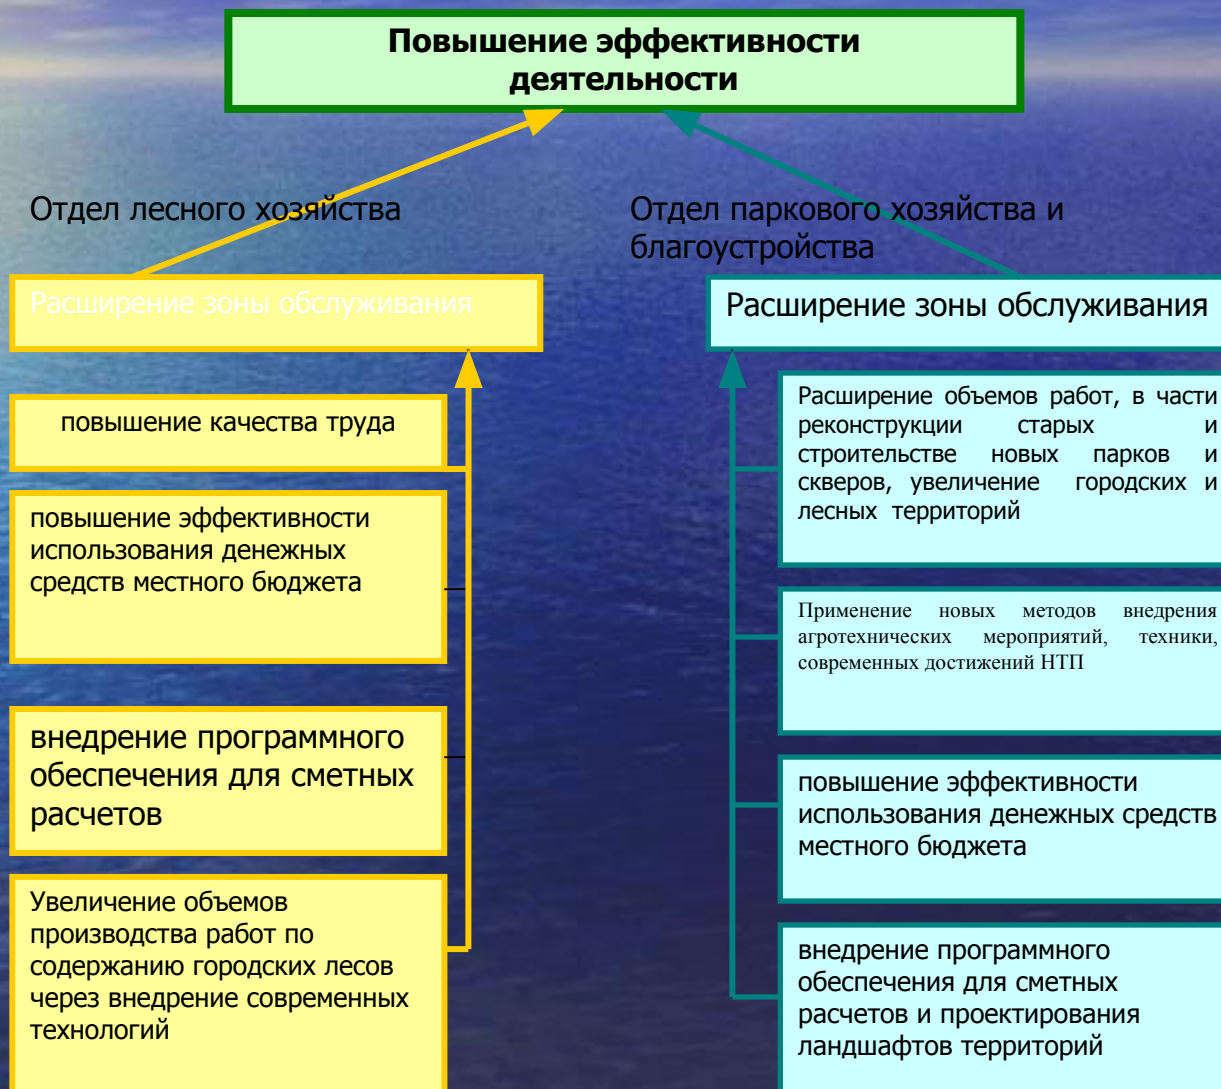 Повышение эффективности
деятельности
Отдел лесного хозяйства
Расширение зоны обслуживания
повышение качества труда
повышение эффективности
использования денежных
средств местного бюджета
внедрение программного
обеспечения для сметных
расчетов
Увеличение объемов
производства работ по
содержанию городских лесов
через внедрение современных
технологий
Отдел паркового хозяйства и
благоустройства
Расширение зоны обслуживания
Расширение объемов работ, в части
реконструкции старых и
строительстве новых парков и
скверов, увеличение городских и
лесных территорий
Применение новых методов внедрения
агротехнических мероприятий, техники,
современных достижений НТП
повышение эффективности
использования денежных средств
местного бюджета
внедрение программного
обеспечения для сметных
расчетов и проектирования
ландшафтов территорий